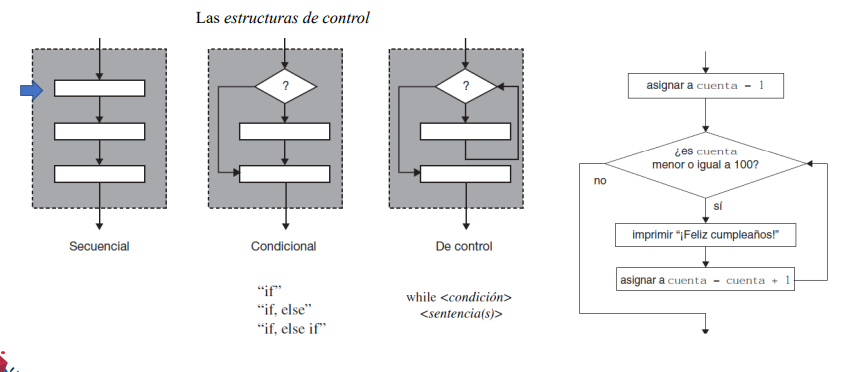 Las estructuras de control
?
?
Secuencial
Condicional
De control
“if”
“if, else”
“if, else if”
while <condición>
<sentencia(s)>
asignar a cuenta = 1
¿es cuenta
menor o igual a 100?
no
sí
imprimir “¡Feliz cumpleaños!”
asignar a cuenta = cuenta + 1